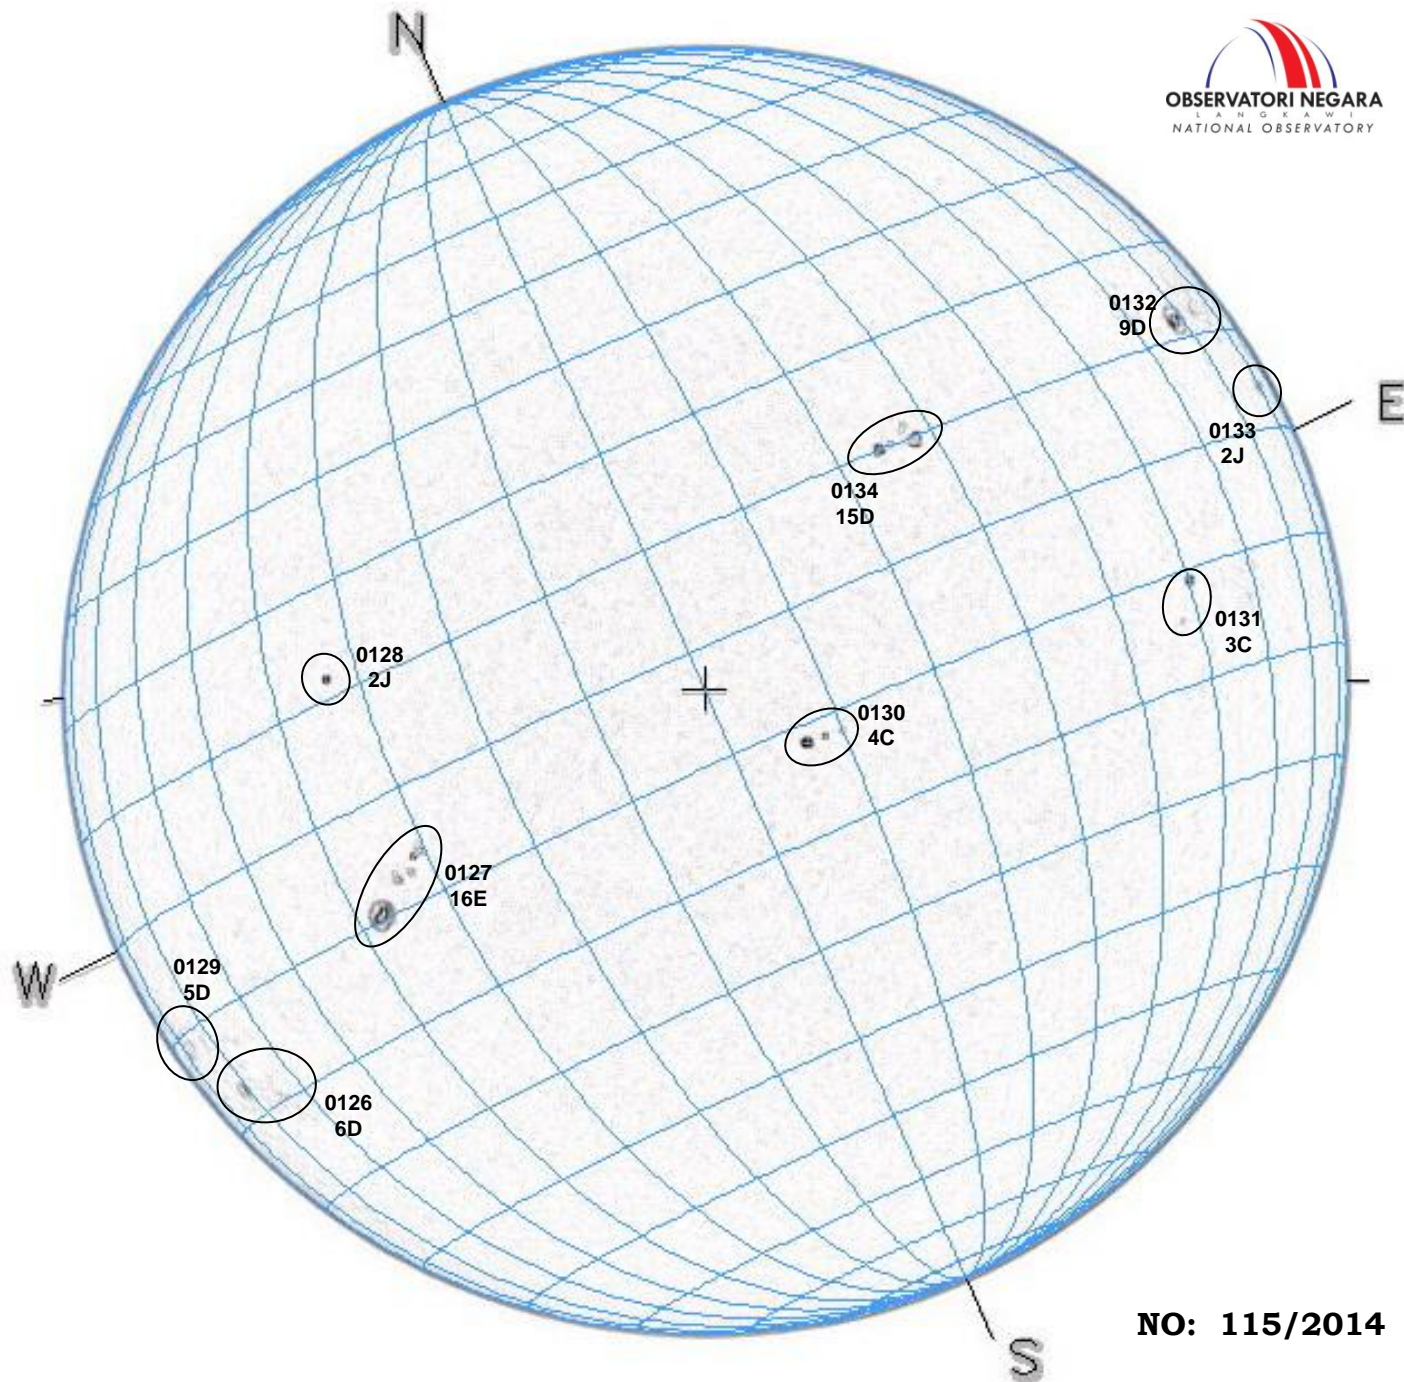 N
OBSERVATORI NEGARA
LANGKAWI
NATIONAL OBSERVATORY
0132
9D
E
0133
2J
0134
15D
0131
3C
0128
2J
0130
4C
0127
16E
W
0129
5D
0126
6D
NO: 115/2014
S